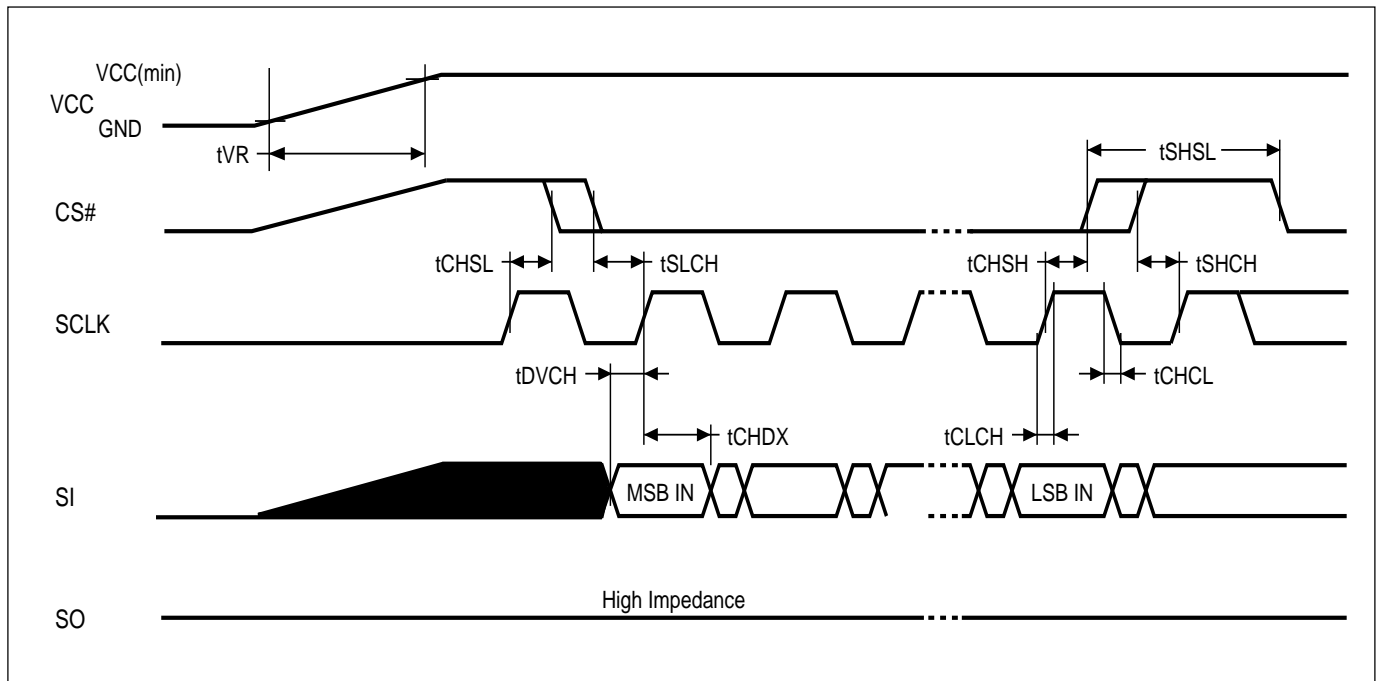 VCC(min)
VCC
GND
tVR
tSHSL
CS#
tCHSL
tSLCH
tCHSH
tSHCH
SCLK
tDVCH
tCHCL
tCHDX
tCLCH
SI
MSB IN
LSB IN
High Impedance
SO